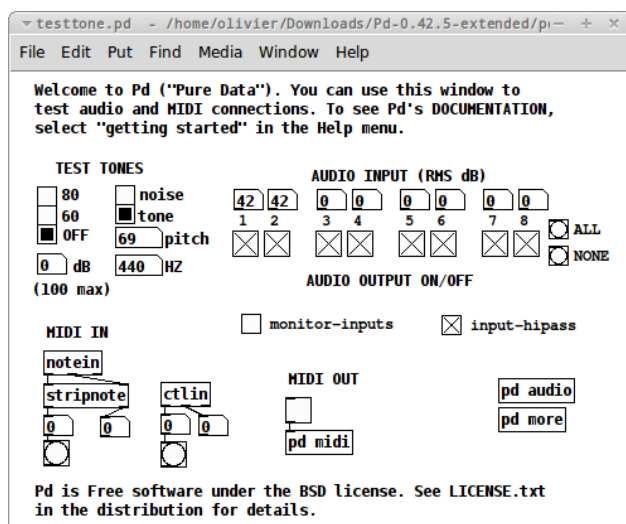 testtone.pd - /home/olivier/Downloads/Pd-0.42.5-extended/p
File Edit Put Find Media Window Help
Welcome to Pd ("Pure Data"). You can use this window to
test audio and MIDI connections. To see Pd's DOCUMENTATION,
select "getting started" in the Help menu.
TEST TONES
80
60
OFF
0 dB
(100 max)
noise
tone
69 pitch
440 HZ
AUDIO INPUT (RMS dB)
42 42 0 0 0 0 0 0
1 2 3 4 5 6 7 8
ALL
NONE
AUDIO OUTPUT ON/OFF
monitor-inputs
input-hipass
MIDI IN
notein
stripnote
0 0
ctlin
0 0
MIDI OUT
pd midi
pd audio
pd more
Pd is Free software under the BSD license. See LICENSE.txt
in the distribution for details.